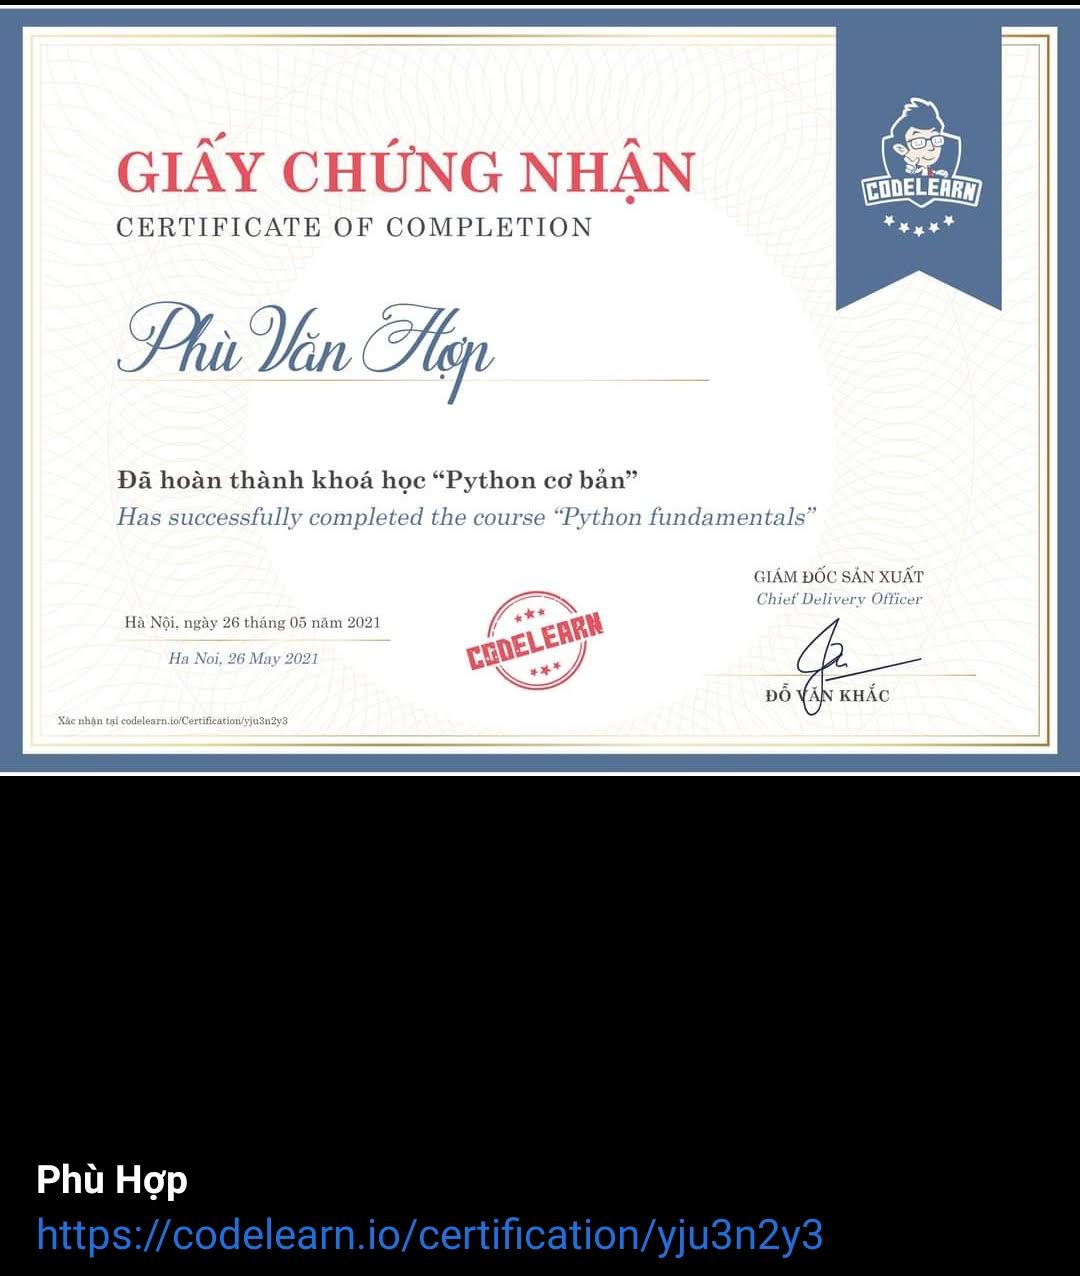 CODELEARN
GIẤY CHỨNG NHẬN
CERTIFICATE OF COMPLETION
Phù Văn Hợp
Đã hoàn thành khoá học “Python cơ bản”
Has successfully completed the course “Python fundamentals”
GIÁM ĐỐC SẢN XUẤT
Chief Delivery Officer
Hà Nội, ngày 26 tháng 05 năm 2021
Ha Noi, 26 May 2021
CODELEARN
ĐỖ VĂN KHẮC
Xác nhận tại codelearn.io/Certification/yju3n2y3
Phù Hợp
https://codelearn.io/certification/yju3n2y3